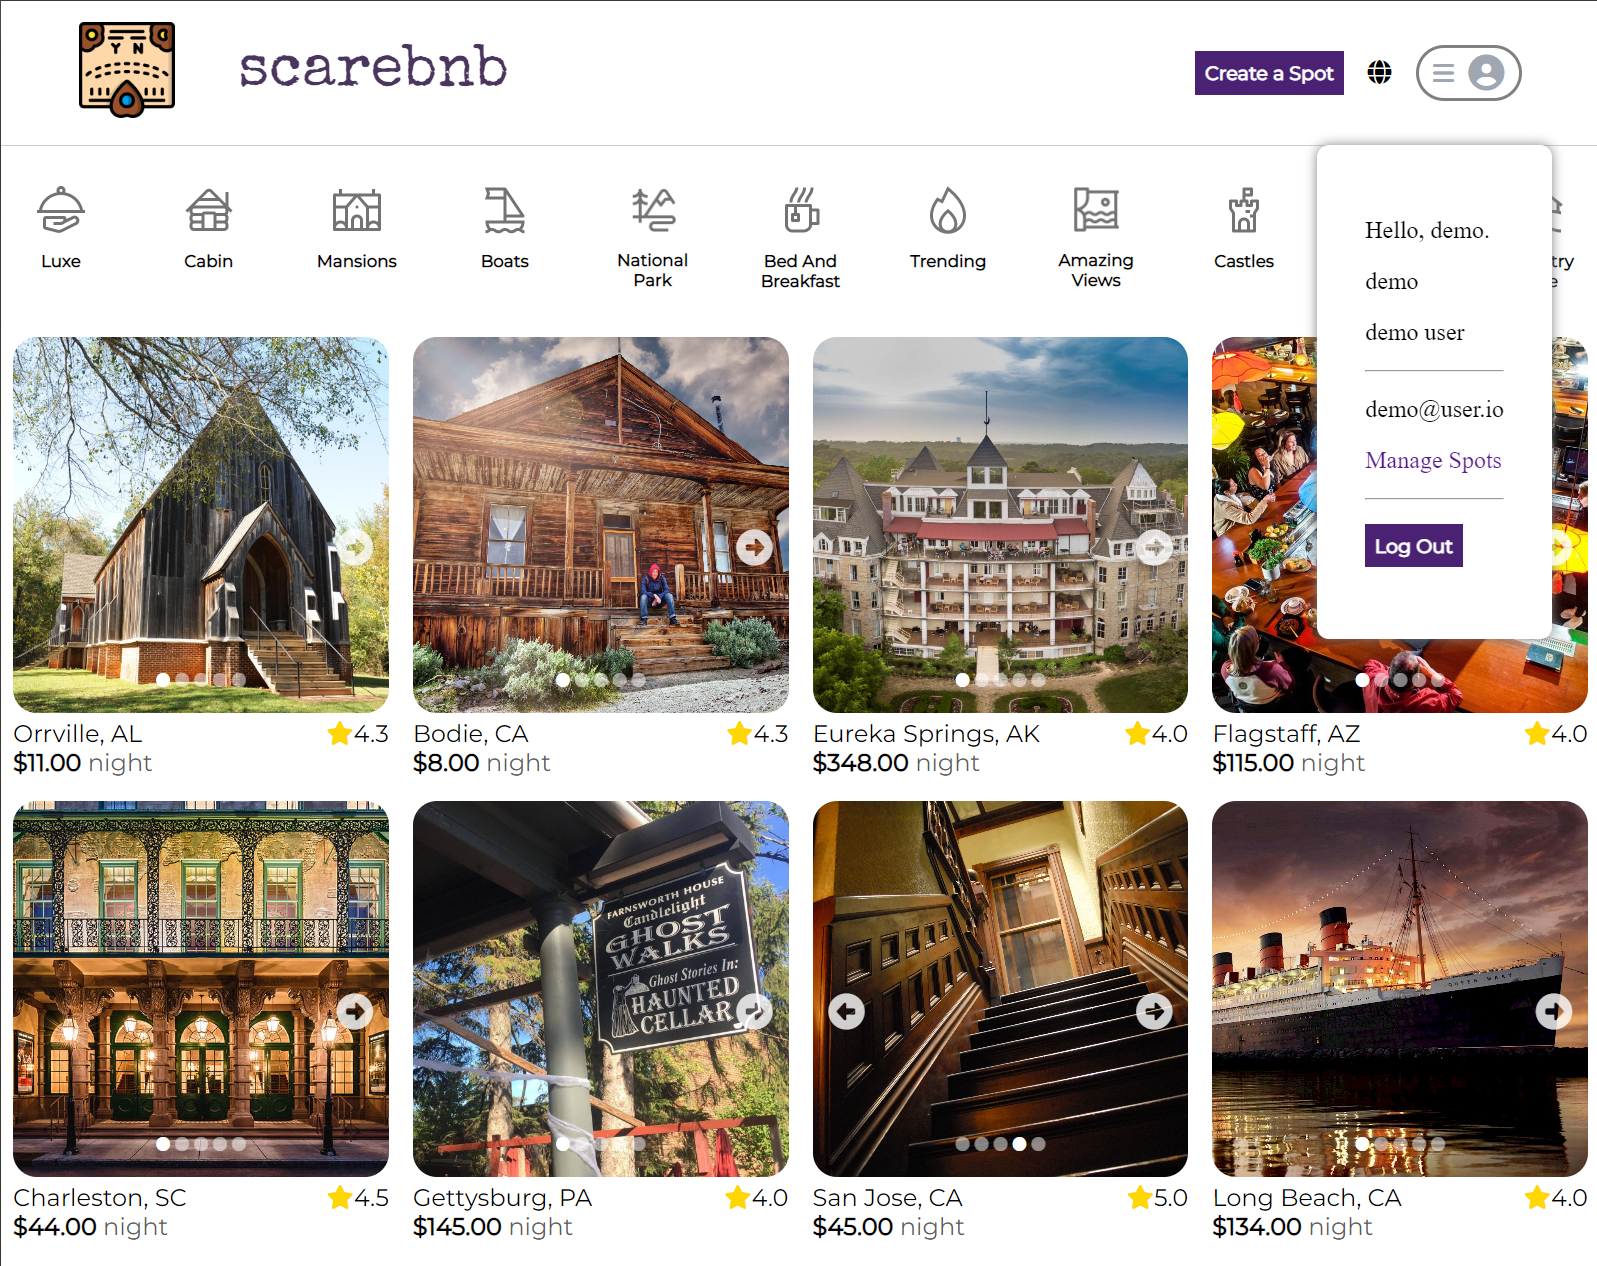 Y N
scarebnb
Create a Spot
Luxe
Cabin
Mansions
Boats
National
Park
Bed And
Breakfast
Trending
Amazing
Views
Castles
try
e
Hello, demo.
demo
demo user
demo@user.io
Manage Spots
Log Out
Orrville, AL
4.3
$11.00 night
Bodie, CA
4.3
$8.00 night
Eureka Springs, AK
4.0
$348.00 night
Flagstaff, AZ
4.0
$115.00 night
FARNSWORTH HOUSE
Candlelight
GHOST
WALKS
Ghost Stories In:
HAUNTED
CELLAR
QUEEN MARY
Charleston, SC
4.5
$44.00 night
Gettysburg, PA
4.0
$145.00 night
San Jose, CA
5.0
$45.00 night
Long Beach, CA
4.0
$134.00 night